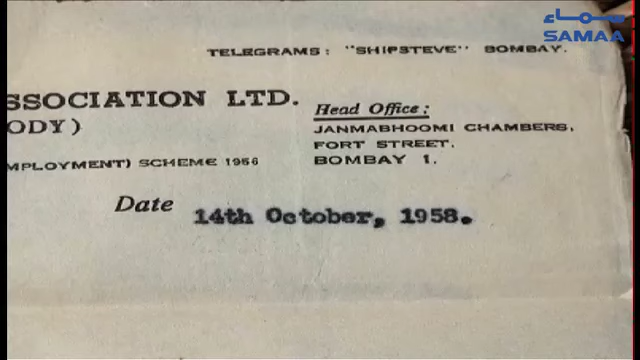 سماء
SAMAA
TELEGRAMS: "SHIPSTEVE" BOMBAY.
SSOCIATION LTD.
ODY)
MPLOYMENT) SCHEME 1956
Head Office:
JANMABHOOMI CHAMBERS,
FORT STREET,
BOMBAY 1.
Date 14th October, 1958.